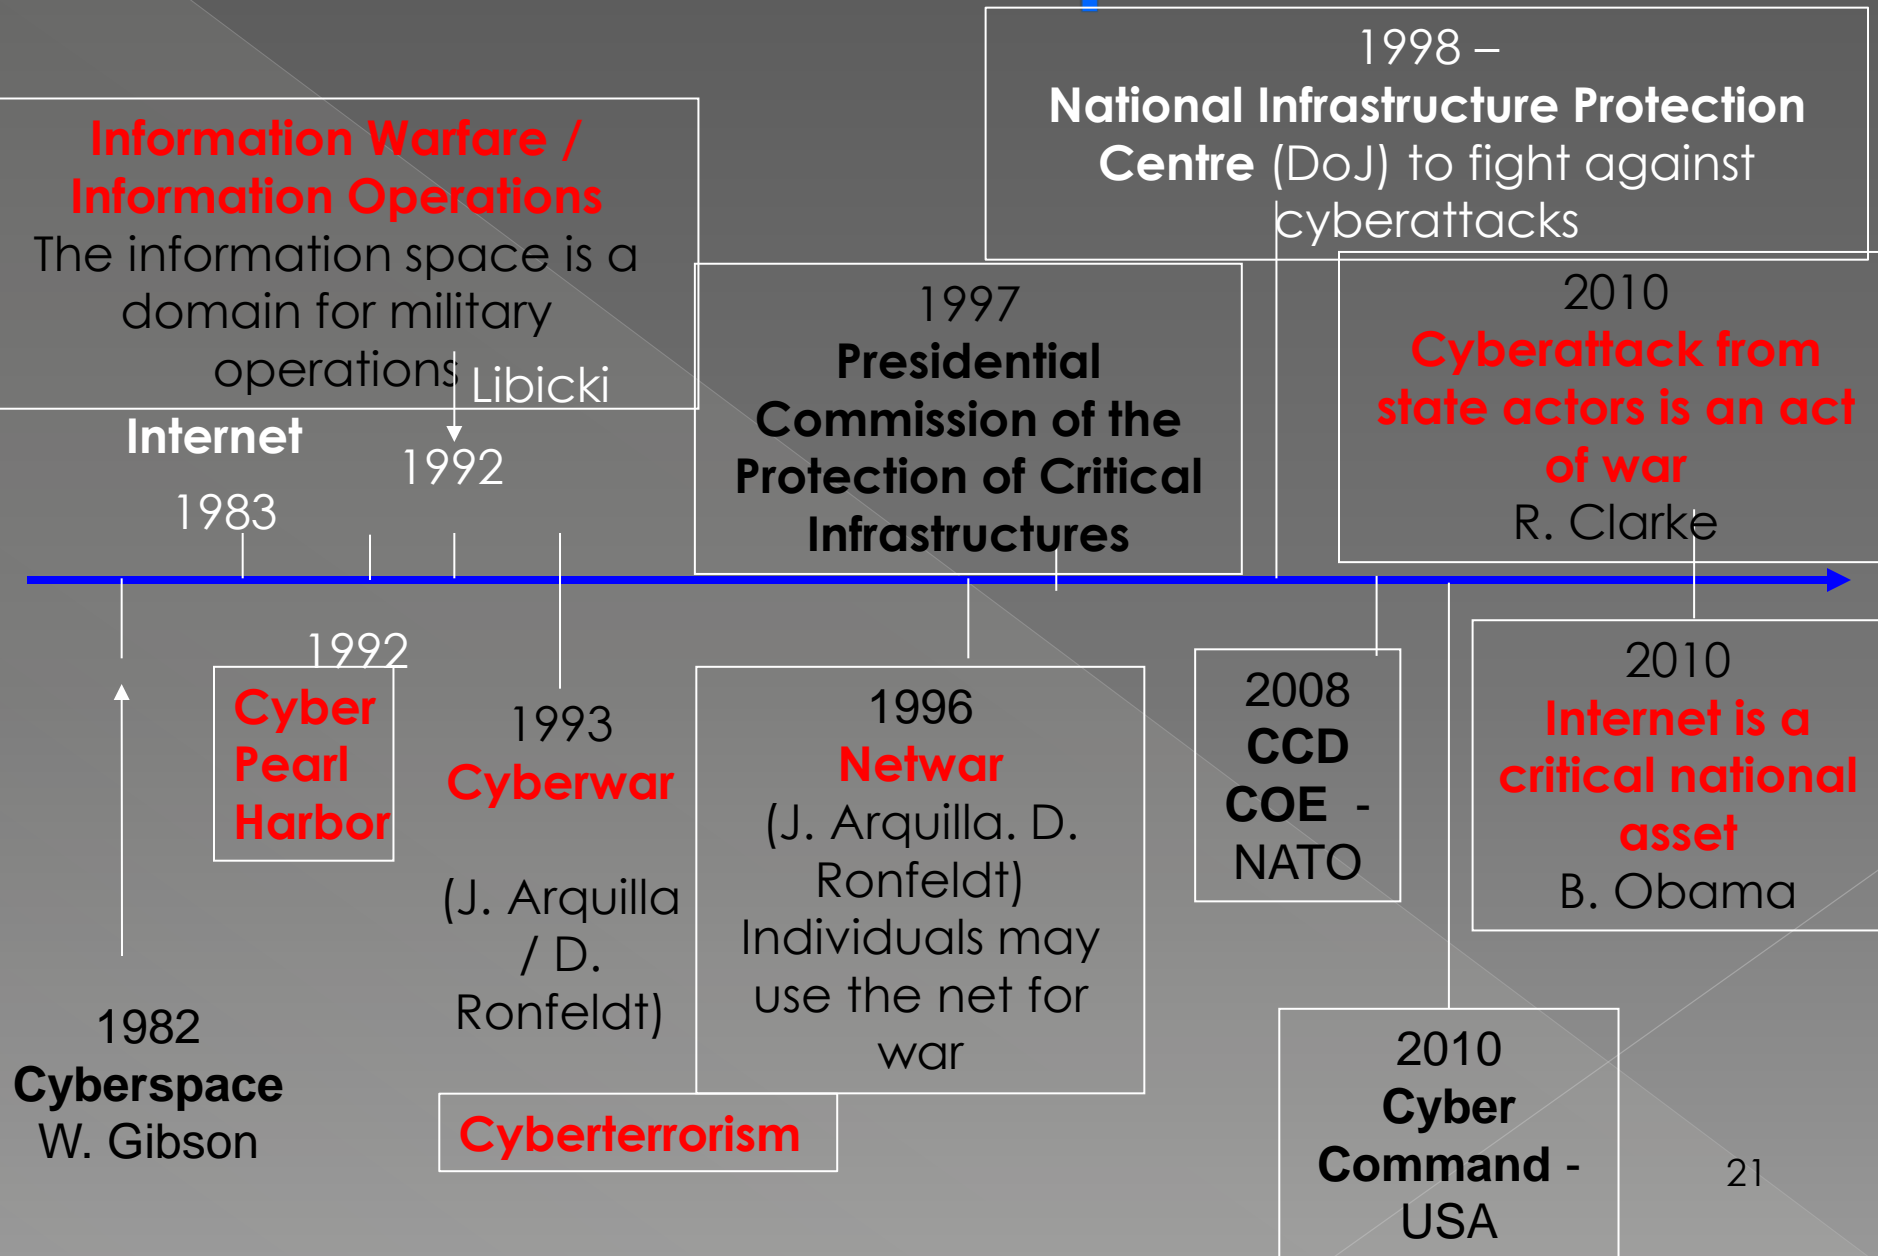 1998 –
National Infrastructure Protection
Centre (DoJ) to fight against
cyberattacks
Information Warfare /
Information Operations
The information space is a
domain for military
operations
Libicki
1992
Internet
1983
1997
Presidential
Commission of the
Protection of Critical
Infrastructures
2010
Cyberattack from
state actors is an act
of war
R. Clarke
1982
Cyberspace
W. Gibson
1992
Cyber
Pearl
Harbor
1993
Cyberwar
(J. Arquilla
/ D.
Ronfeldt)
Cyberterrorism
1996
Netwar
(J. Arquilla. D.
Ronfeldt)
Individuals may
use the net for
war
2008
CCD
COE -
NATO
2010
Cyber
Command -
USA
2010
Internet is a
critical national
asset
B. Obama
21